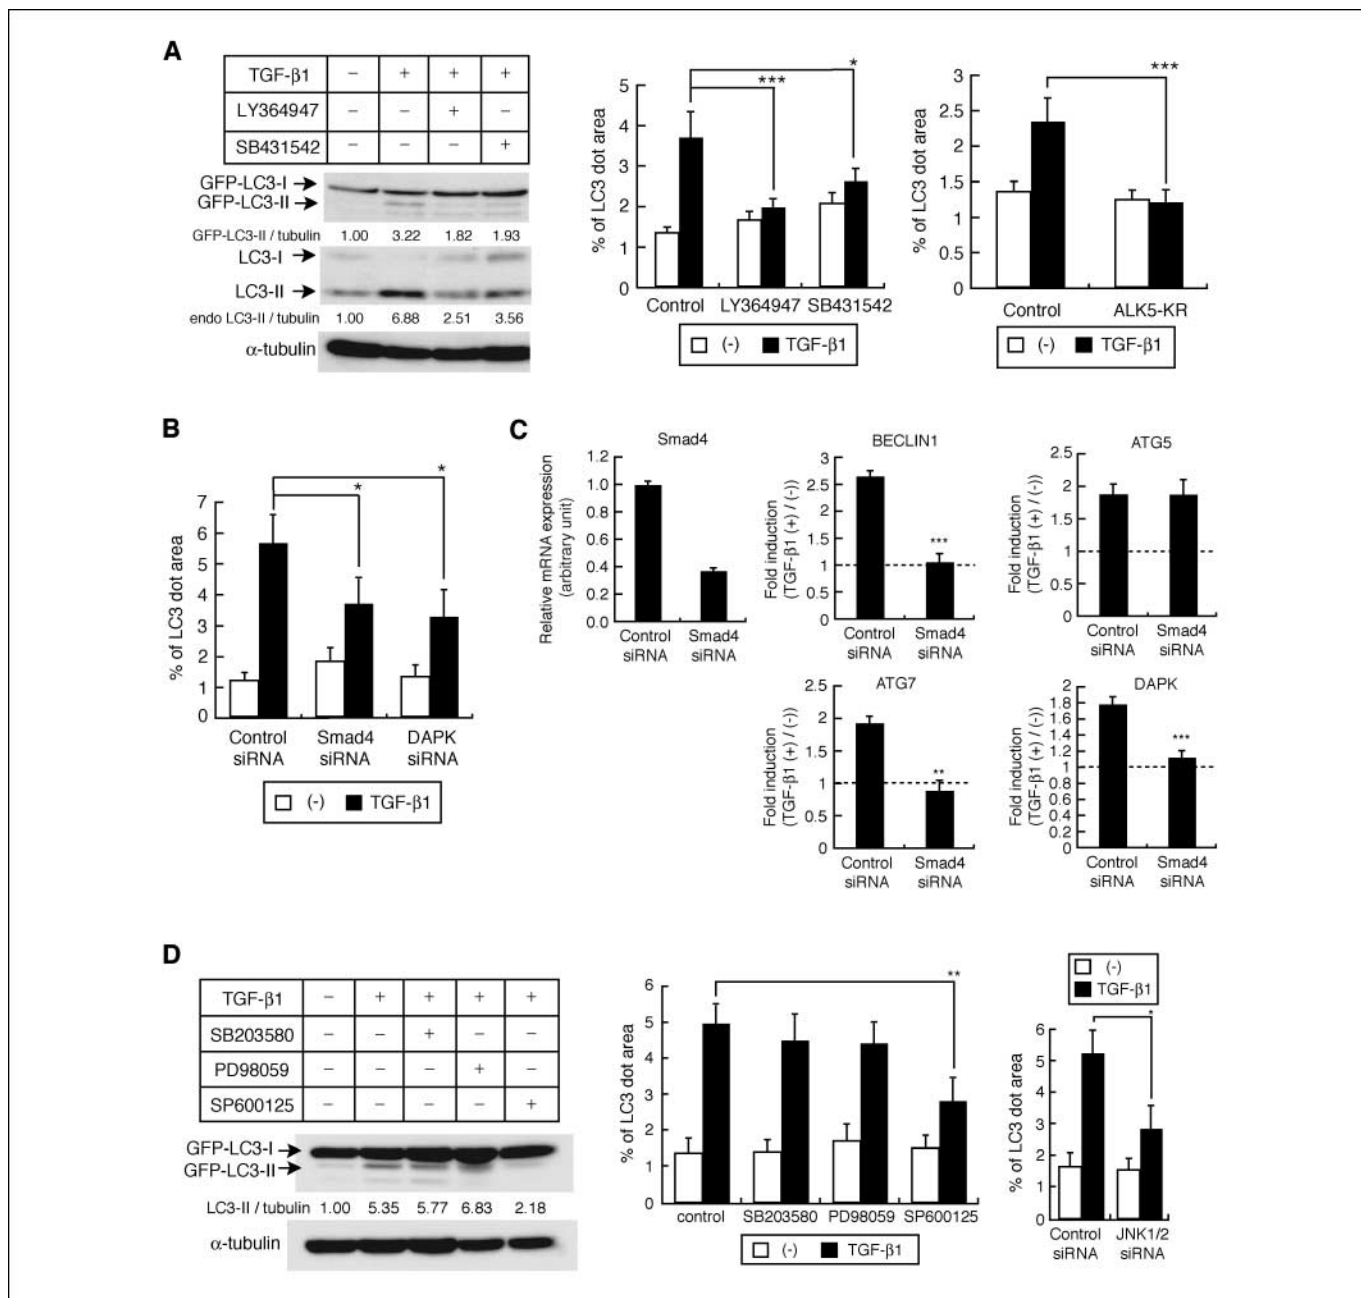 A
TGF-β1 − + + +
LY364947 − − + −
SB431542 − − − +
GFP-LC3-I
GFP-LC3-II
GFP-LC3-II / tubulin 1.00 3.22 1.82 1.93
LC3-I
LC3-II
endo LC3-II / tubulin 1.00 6.88 2.51 3.56
α-tubulin
% of LC3 dot area
5
4
3
2
1
0
***
*
Control LY364947 SB431542
(-) TGF-β1
% of LC3 dot area
3
2.5
2
1.5
1
0.5
0
***
Control ALK5-KR
(-) TGF-β1
B
% of LC3 dot area
7
6
5
4
3
2
1
0
*
*
Control Smad4 DAPK
siRNA siRNA siRNA
(-) TGF-β1
C
Smad4
Relative mRNA expression
(arbitrary unit)
1.2
1.0
0.8
0.6
0.4
0.2
0.0
Control Smad4
siRNA siRNA
BECLIN1
Fold induction
(TGF-β1 (+) / (-))
3
2.5
2
1.5
1
0.5
0
***
Control Smad4
siRNA siRNA
ATG5
Fold induction
(TGF-β1 (+) / (-))
2.5
2
1.5
1
0.5
0
Control Smad4
siRNA siRNA
ATG7
Fold induction
(TGF-β1 (+) / (-))
2.5
2
1.5
1
0.5
0
**
Control Smad4
siRNA siRNA
DAPK
Fold induction
(TGF-β1 (+) / (-))
2
1.8
1.6
1.4
1.2
1
0.8
0.6
0.4
0.2
0
***
Control Smad4
siRNA siRNA
D
TGF-β1 − + + + +
SB203580 − − + − −
PD98059 − − − + −
SP600125 − − − − +
GFP-LC3-I
GFP-LC3-II
LC3-II / tubulin 1.00 5.35 5.77 6.83 2.18
α-tubulin
% of LC3 dot area
6
5
4
3
2
1
0
**
control SB203580 PD98059 SP600125
(-) TGF-β1
(-)
TGF-β1
% of LC3 dot area
6
5
4
3
2
1
0
*
Control JNK1/2
siRNA siRNA